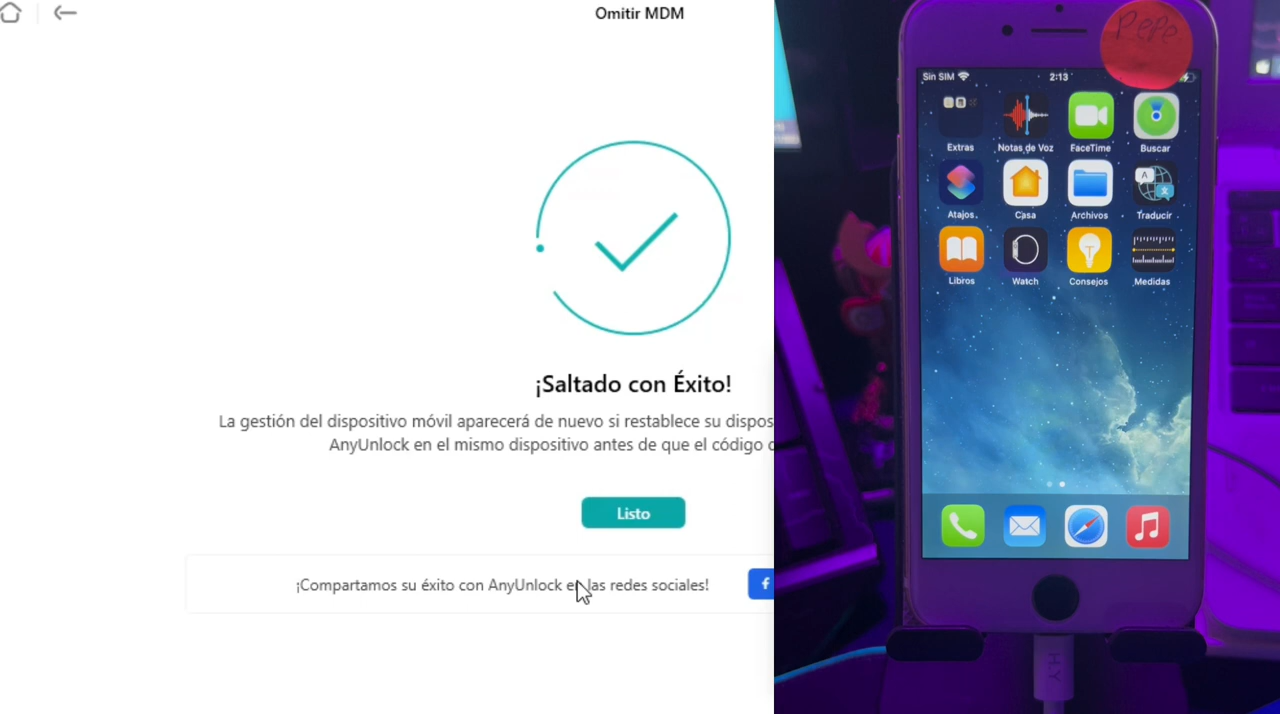 Omitir MDM
¡Saltado con Éxito!
La gestión del dispositivo móvil aparecerá de nuevo si restablece su dispos
AnyUnlock en el mismo dispositivo antes de que el código
Listo
¡Compartamos su éxito con AnyUnlock en las redes sociales!
f
Pepe
Sin SIM 2:13
Extras Notas de Voz FaceTime Buscar
Atajos Casa Archivos Traducir
Libros Watch Consejos Medidas
HY